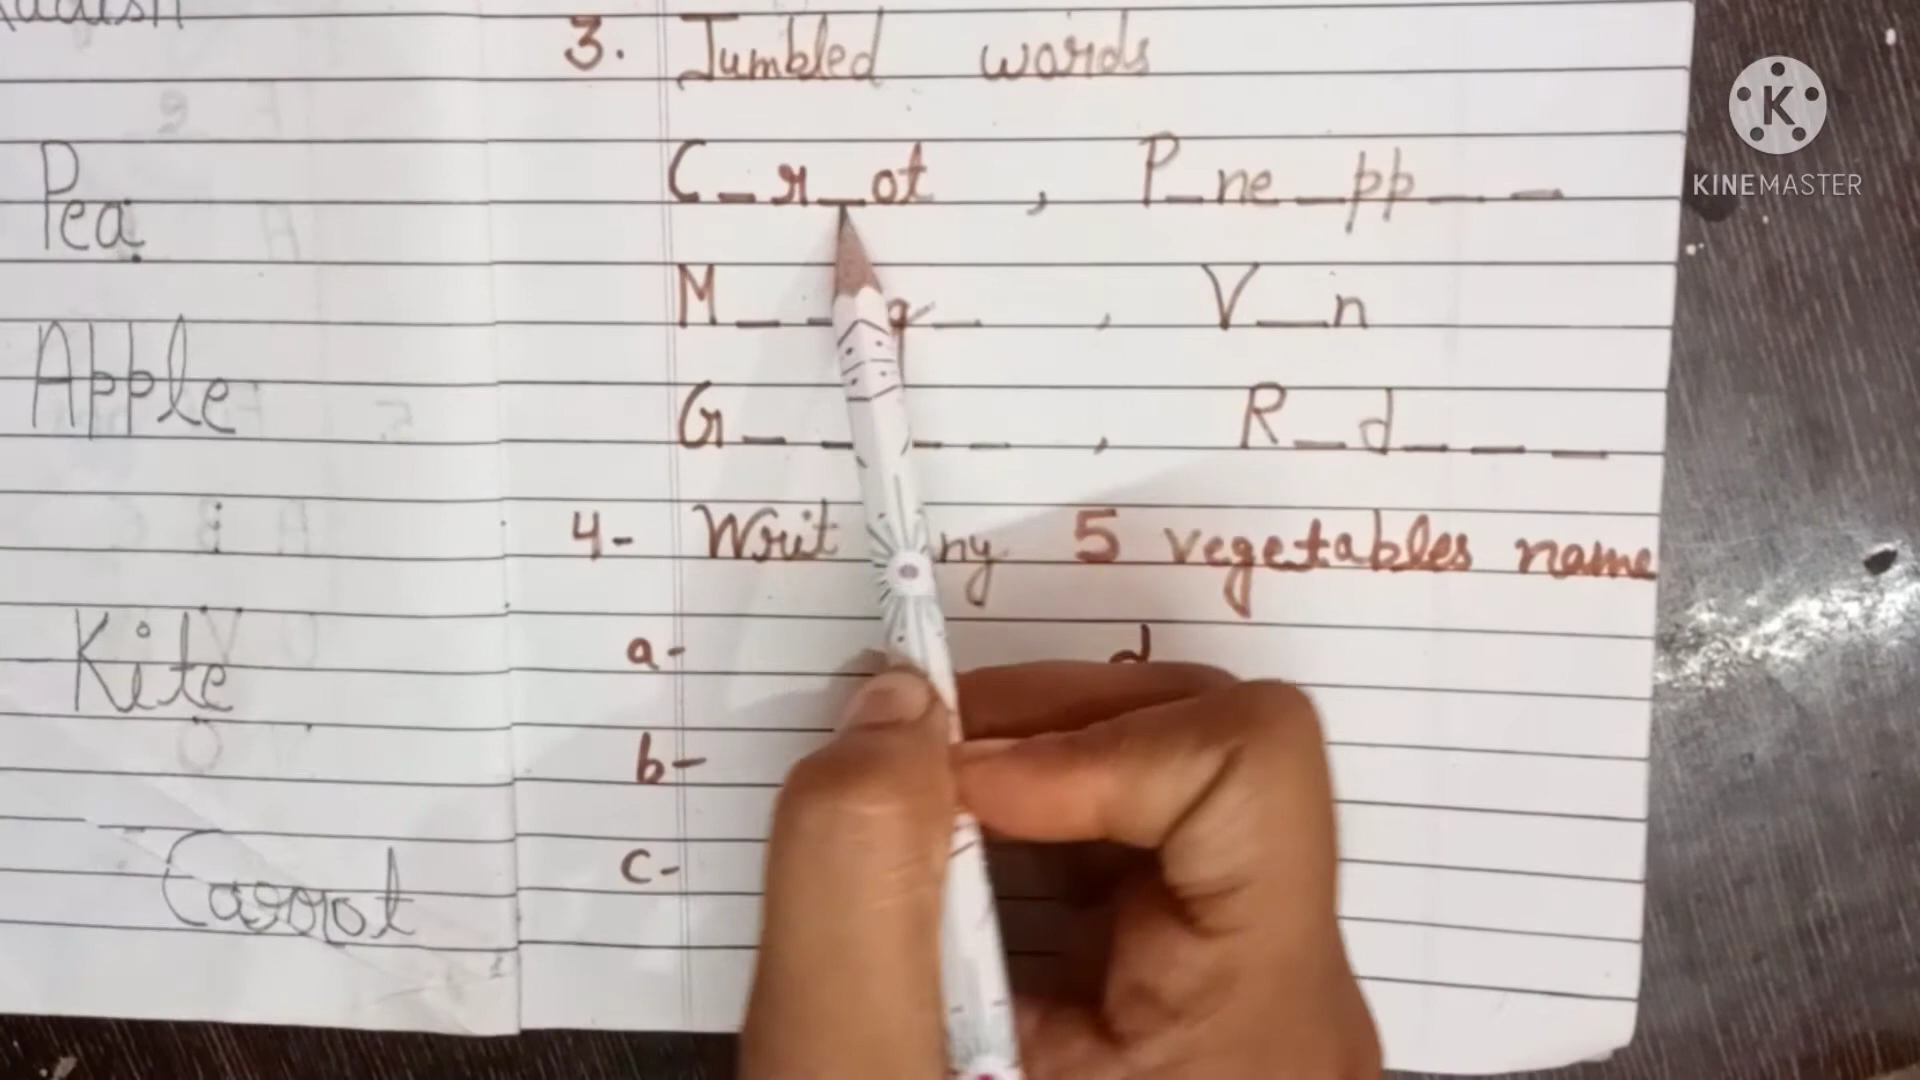 Pea
Apple
Kite
Carrot
3. Jumbled words
C_r_ot , P_ne_pp_ _
M_ _g_ , V_n
G_ _ _ _ , R_d_ _ _
4- Writ ny 5 vegetables name
a- d
b-
c-
KINEMASTER